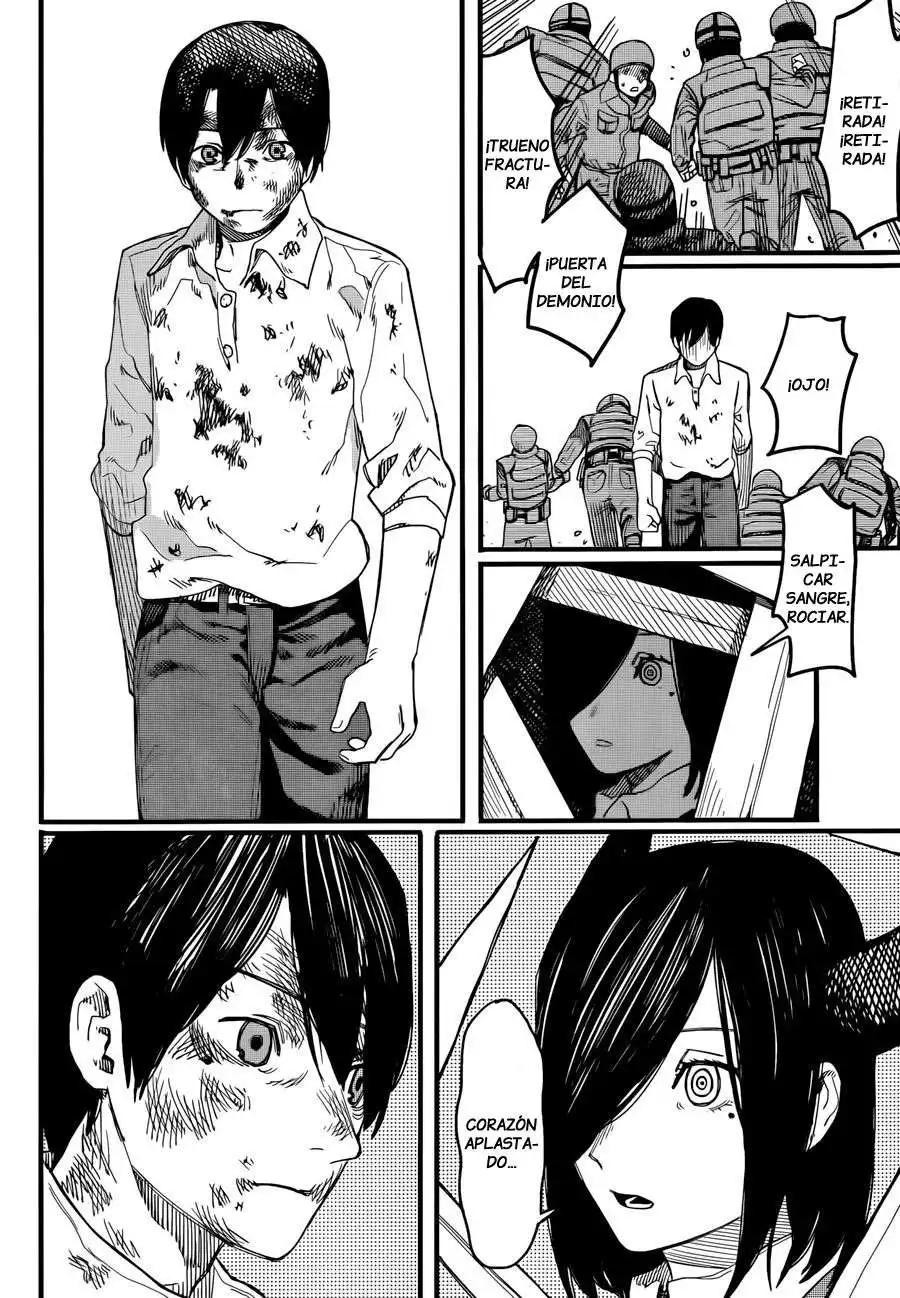 ¡RETI-
RADA!
¡RETI-
RADA!
¡TRUENO
FRACTU-
RA!
¡PUERTA
DEL
DEMONIO!
¡OJO!
SALPI-
CAR
SANGRE,
ROCIAR.
CORAZÓN
APLASTA-
DO...